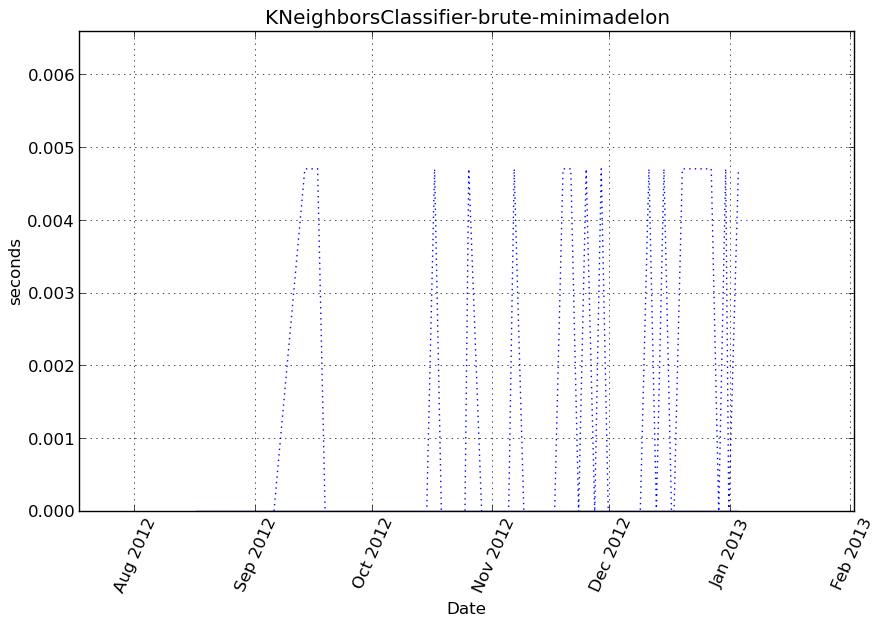 KNeighborsClassifier-brute-minimadelon
0.006
0.005
0.004
0.003
0.002
0.001
0.000
seconds
Aug 2012
Sep 2012
Oct 2012
Nov 2012
Dec 2012
Jan 2013
Feb 2013
Date